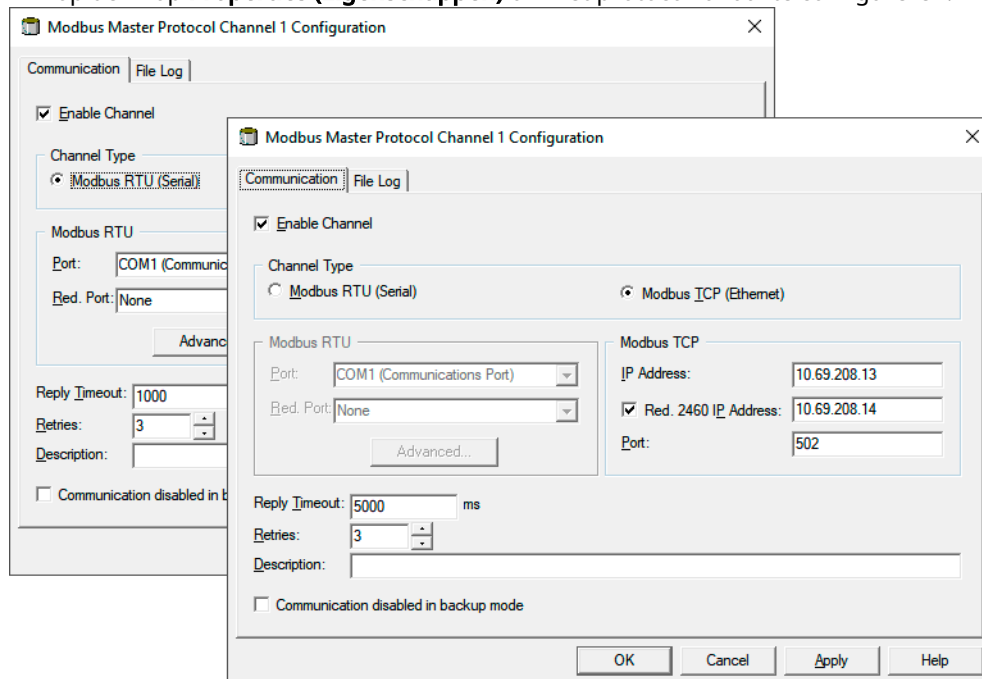 Modbus Master Protocol Channel 1 Configuration
Communication File Log
Enable Channel
Channel Type
Modbus RTU (Serial)
Modbus RTU
Port: COM1 (Communic
Red. Port: None
Advanc
Reply Timeout: 1000
Retries: 3
Description:
Communication disabled in b
Modbus Master Protocol Channel 1 Configuration
Communication File Log
Enable Channel
Channel Type
Modbus RTU (Serial) Modbus TCP (Ethernet)
Modbus RTU
Port: COM1 (Communications Port)
Red. Port: None
Advanced...
Modbus TCP
IP Address: 10.69.208.13
Red. 2460 IP Address: 10.69.208.14
Port: 502
Reply Timeout: 5000 ms
Retries: 3
Description:
Communication disabled in backup mode
OK Cancel Apply Help